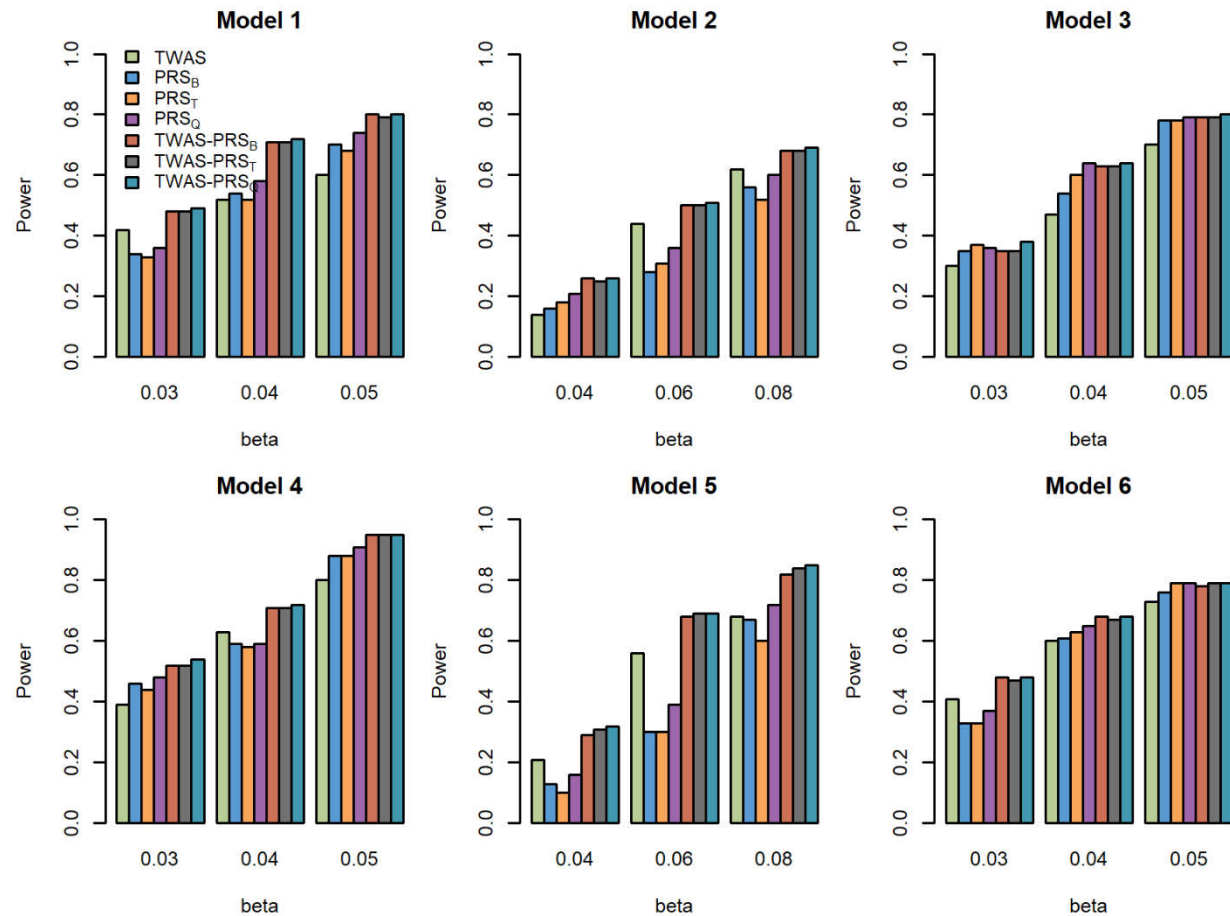 Model 1
TWAS
PRS_B
PRS_T
PRS_Q
TWAS-PRS_B
TWAS-PRS_T
TWAS-PRS_Q
Power
0.0
0.2
0.4
0.6
0.8
1.0
0.03 0.04 0.05
beta
Model 2
Power
0.0
0.2
0.4
0.6
0.8
1.0
0.04 0.06 0.08
beta
Model 3
Power
0.0
0.2
0.4
0.6
0.8
1.0
0.03 0.04 0.05
beta
Model 4
Power
0.0
0.2
0.4
0.6
0.8
1.0
0.03 0.04 0.05
beta
Model 5
Power
0.0
0.2
0.4
0.6
0.8
1.0
0.04 0.06 0.08
beta
Model 6
Power
0.0
0.2
0.4
0.6
0.8
1.0
0.03 0.04 0.05
beta